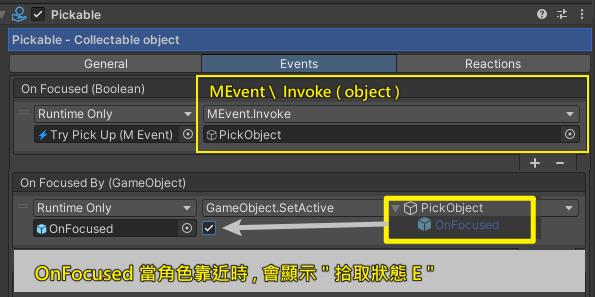 Pickable
Pickable - Collectable object
General Events Reactions
On Focused (Boolean)
MEvent \ Invoke ( object )
Runtime Only MEvent.Invoke
Try Pick Up (M Event) PickObject
+ −
On Focused By (GameObject)
Runtime Only GameObject.SetActive PickObject
OnFocused OnFocused
OnFocused 當角色靠近時 , 會顯示 " 拾取狀態 E "